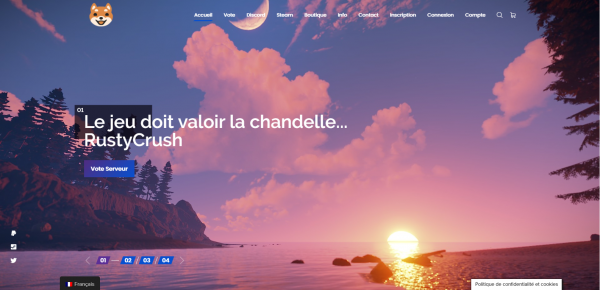 Accueil Vote Discord Steam Boutique Info Contact Inscription Connexion Compte
01
Le jeu doit valoir la chandelle...
RustyCrush
Vote Serveur
01 02 03 04
Français
Politique de confidentialité et cookies